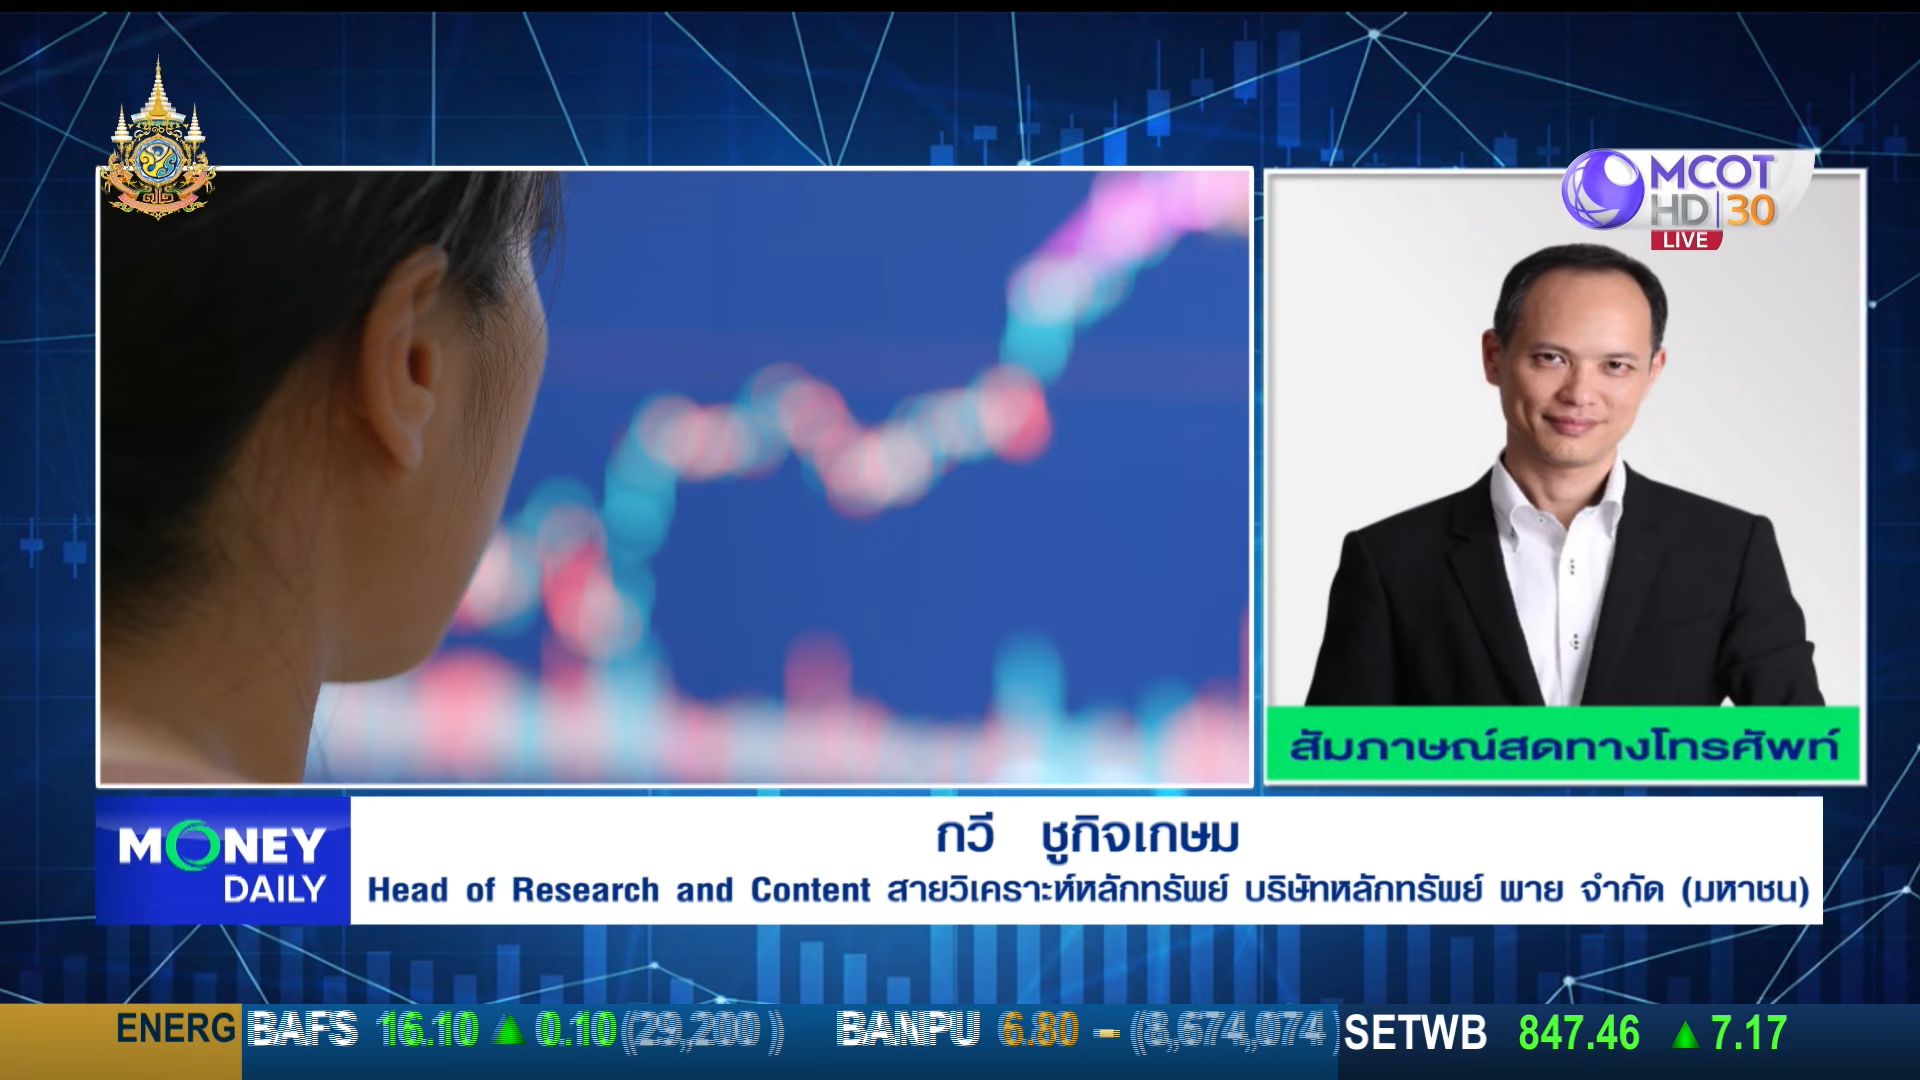 MCOT
HD 30
LIVE
สัมภาษณ์สดทางโทรศัพท์
MONEY
DAILY
กวี ชูกิจเกษม
Head of Research and Content สายวิเคราะห์หลักทรัพย์ บริษัทหลักทรัพย์ พาย จำกัด (มหาชน)
ENERG BAFS 16.10 ▲ 0.10 (29,200) BANPU 6.80 – (8,674,074 SETWB 847.46 ▲ 7.17